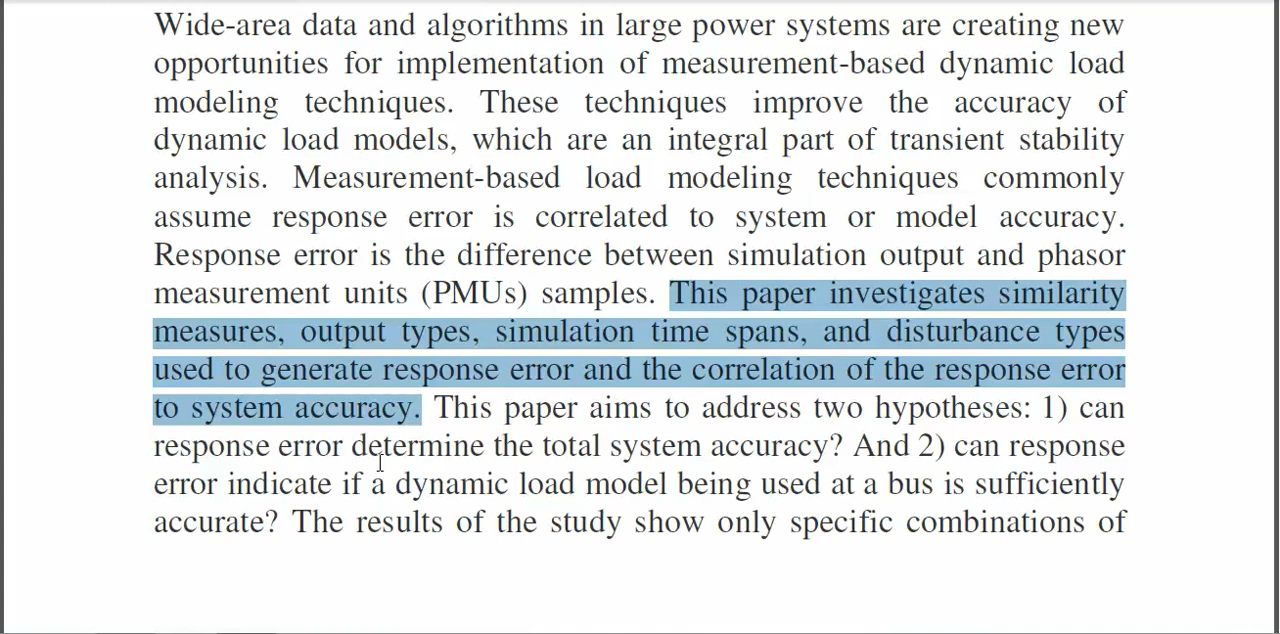 Wide-area data and algorithms in large power systems are creating new
opportunities for implementation of measurement-based dynamic load
modeling techniques. These techniques improve the accuracy of
dynamic load models, which are an integral part of transient stability
analysis. Measurement-based load modeling techniques commonly
assume response error is correlated to system or model accuracy.
Response error is the difference between simulation output and phasor
measurement units (PMUs) samples. This paper investigates similarity
measures, output types, simulation time spans, and disturbance types
used to generate response error and the correlation of the response error
to system accuracy. This paper aims to address two hypotheses: 1) can
response error determine the total system accuracy? And 2) can response
error indicate if a dynamic load model being used at a bus is sufficiently
accurate? The results of the study show only specific combinations of